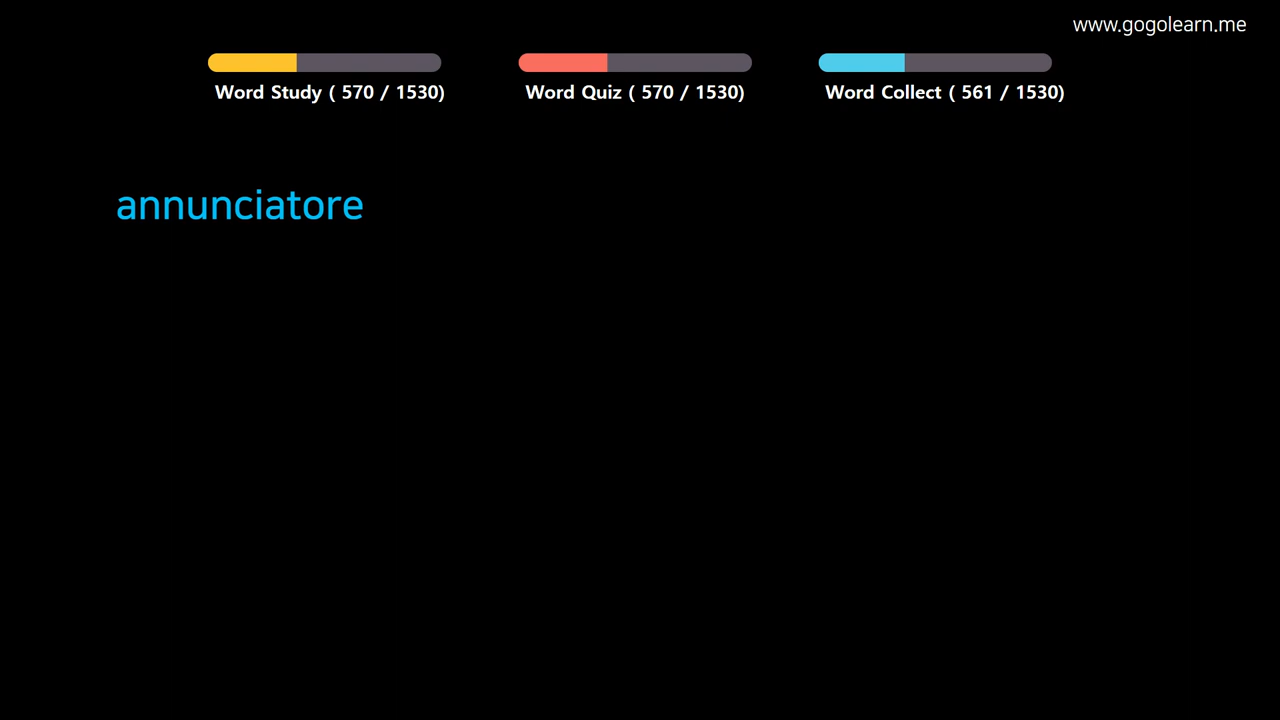 www.gogolearn.me
Word Study ( 570 / 1530)
Word Quiz ( 570 / 1530)
Word Collect ( 561 / 1530)
annunciatore